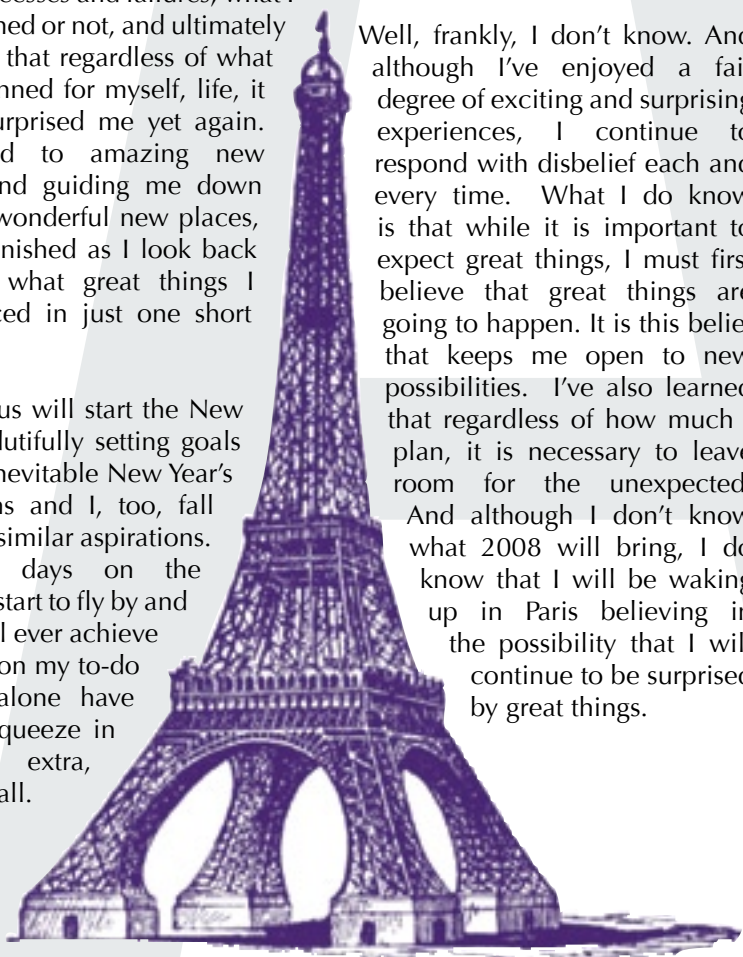 cesses and failures, what I
ned or not, and ultimately
that regardless of what
nned for myself, life, it
urprised me yet again.
d to amazing new
nd guiding me down
wonderful new places,
nished as I look back
what great things I
ced in just one short
us will start the New
dutifully setting goals
nevitable New Year’s
ns and I, too, fall
similar aspirations.
days on the
start to fly by and
l ever achieve
on my to-do
alone have
queeze in
extra,
all.
Well, frankly, I don’t know. And
although I’ve enjoyed a fai
degree of exciting and surprising
experiences, I continue to
respond with disbelief each and
every time. What I do know
is that while it is important to
expect great things, I must firs
believe that great things are
going to happen. It is this belie
that keeps me open to new
possibilities. I’ve also learned
that regardless of how much
plan, it is necessary to leave
room for the unexpected
And although I don’t know
what 2008 will bring, I do
know that I will be waking
up in Paris believing in
the possibility that I wil
continue to be surprised
by great things.